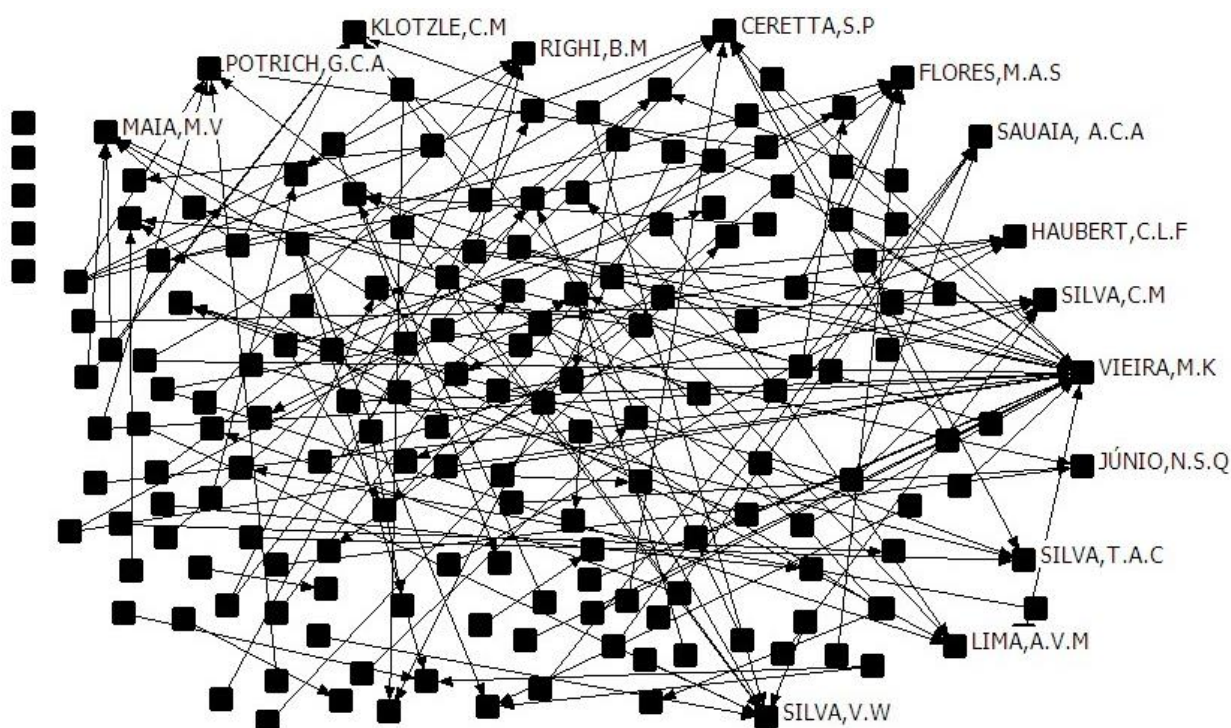 KLOTZLE,C.M
CERETTA,S.P
RIGHI,B.M
POTRICH,G.C.A
FLORES,M.A.S
MAIA,M.V
SAUAIA, A.C.A
HAUBERT,C.L.F
SILVA,C.M
VIEIRA,M.K
JÚNIO,N.S.Q
SILVA,T.A.C
LIMA,A.V.M
SILVA,V.W